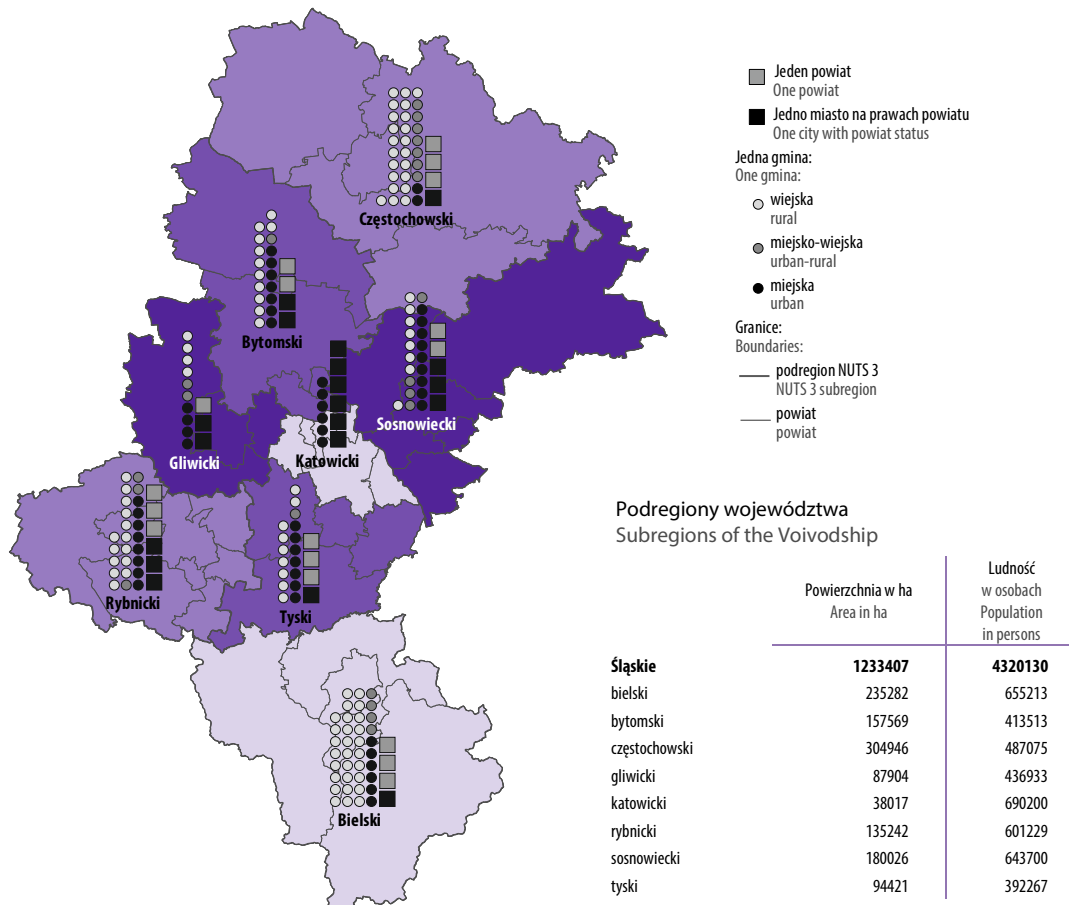 Częstochowski
Bytomski
Sosnowiecki
Gliwicki
Katowicki
Rybnicki
Tyski
Bielski
Jeden powiat
One powiat
Jedno miasto na prawach powiatu
One city with powiat status
Jedna gmina:
One gmina:
wiejska
rural
miejsko-wiejska
urban-rural
miejska
urban
Granice:
Boundaries:
podregion NUTS 3
NUTS 3 subregion
powiat
powiat
Podregiony województwa
Subregions of the Voivodship
Powierzchnia w ha
Area in ha
Ludność
w osobach
Population
in persons
Śląskie 1233407 4320130
bielski 235282 655213
bytomski 157569 413513
częstochowski 304946 487075
gliwicki 87904 436933
katowicki 38017 690200
rybnicki 135242 601229
sosnowiecki 180026 643700
tyski 94421 392267